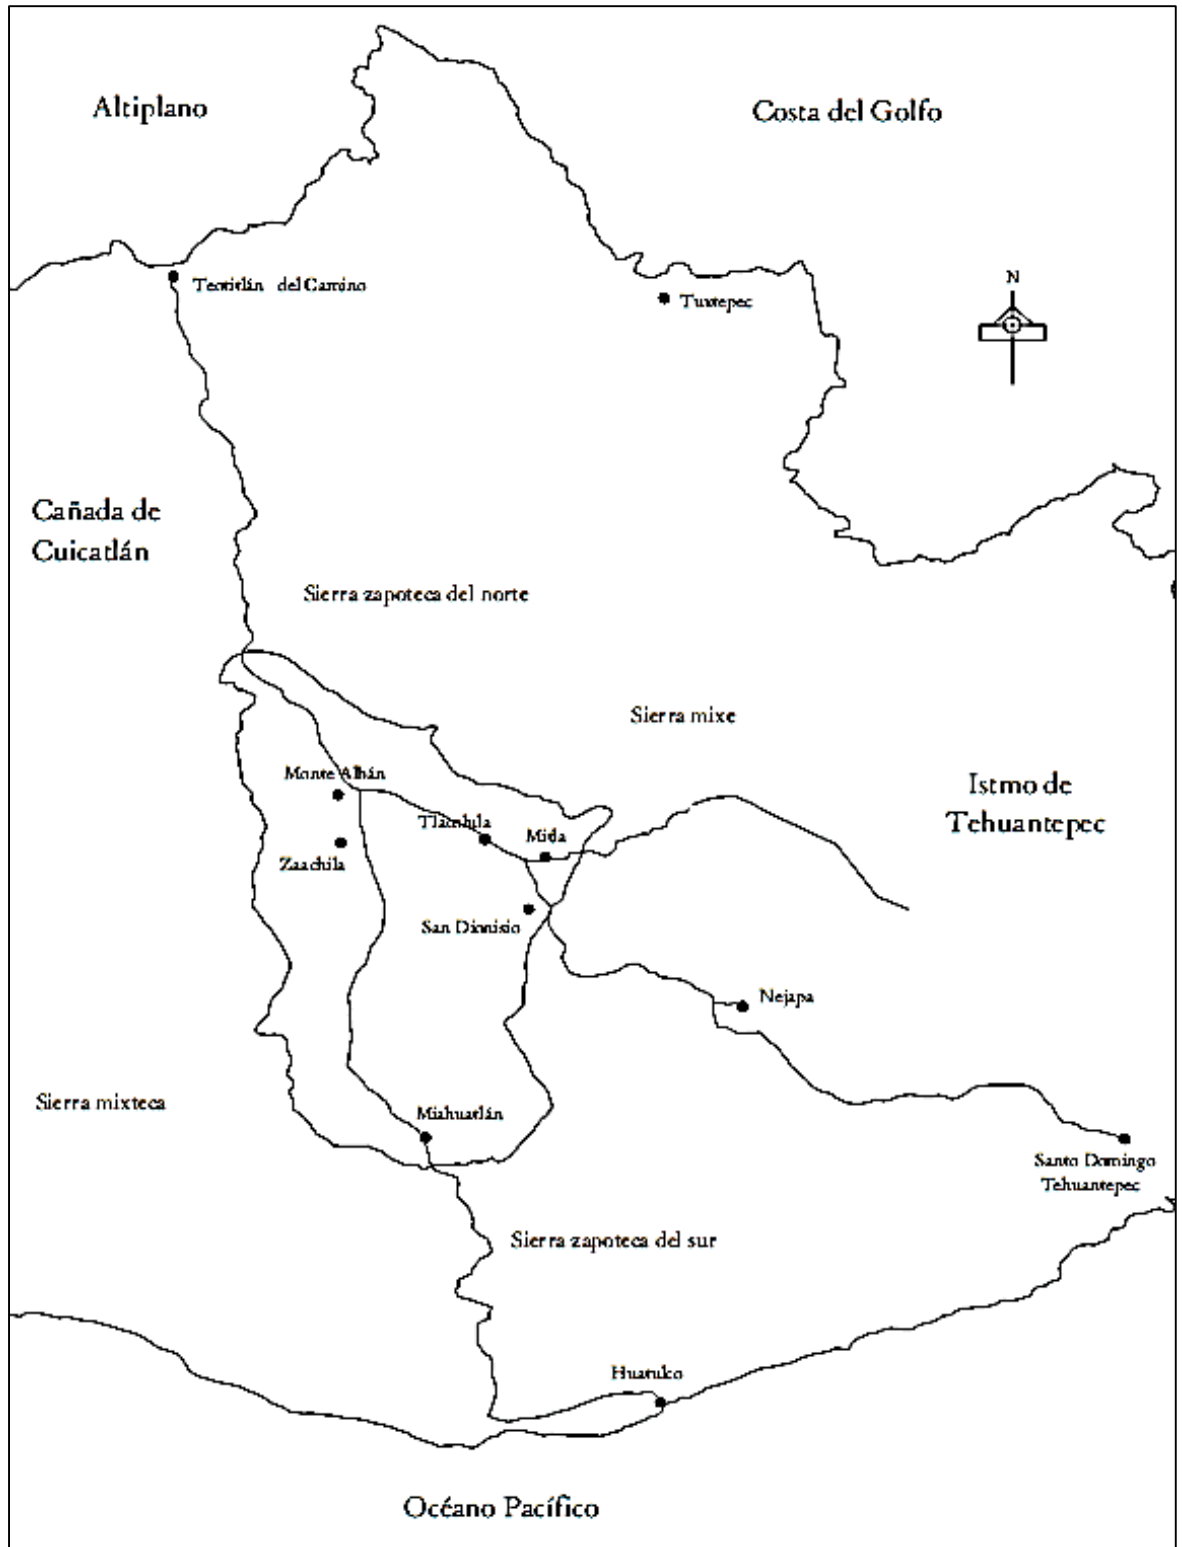 Altiplano
Costa del Golfo
Teotitlán del Camino
Tuxtepec
N
Cañada de
Cuicatlán
Sierra zapoteca del norte
Sierra mixe
Monte Albán
Istmo de
Tehuantepec
Tlacolula
Mitla
Zaachila
San Dionisio
Nejapa
Sierra mixteca
Miahuatlán
Santo Domingo
Tehuantepec
Sierra zapoteca del sur
Huatulco
Océano Pacífico